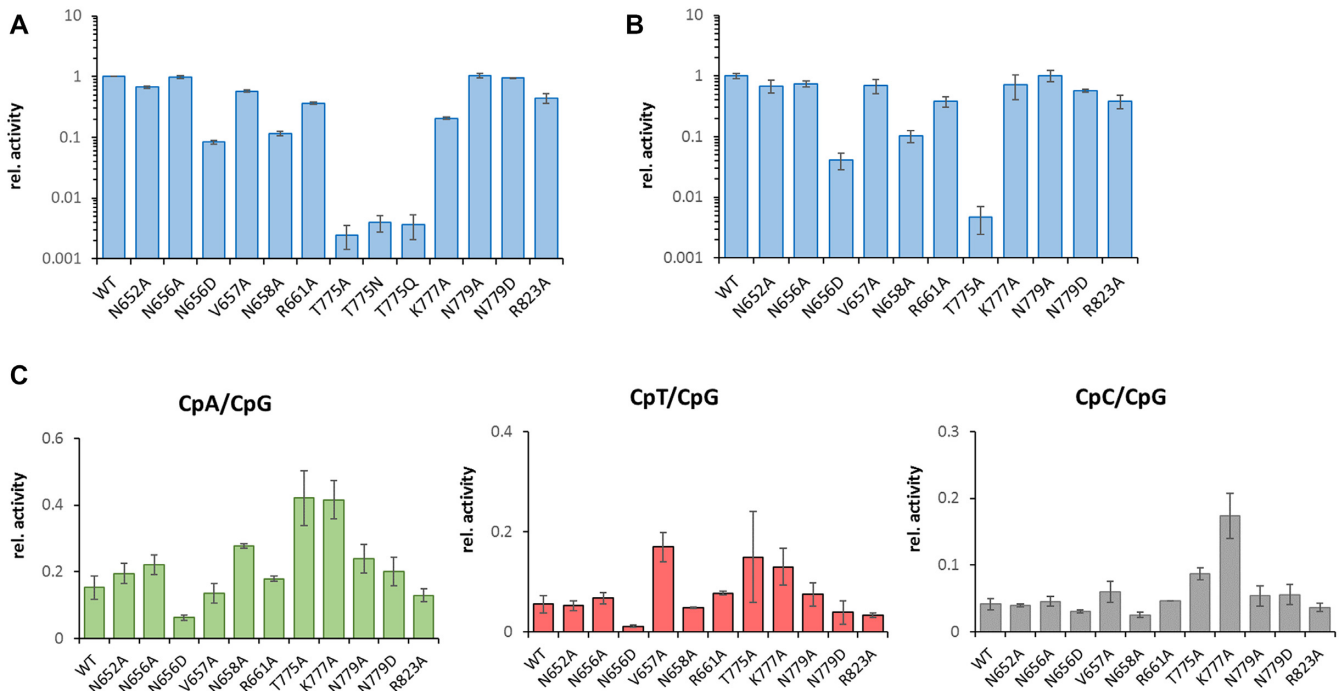 A
rel. activity
10
1
0.1
0.01
0.001
WT N652A N656A N656D V657A N658A R661A T775A T775N T775Q K777A N779A N779D R823A
B
rel. activity
10
1
0.1
0.01
0.001
WT N652A N656A N656D V657A N658A R661A T775A K777A N779A N779D R823A
C
CpA/CpG
rel. activity
0.6
0.4
0.2
0
WT N652A N656A N656D V657A N658A R661A T775A K777A N779A N779D R823A
CpT/CpG
rel. activity
0.4
0.2
0
WT N652A N656A N656D V657A N658A R661A T775A K777A N779A N779D R823A
CpC/CpG
rel. activity
0.3
0.2
0.1
0
WT N652A N656A N656D V657A N658A R661A T775A K777A N779A N779D R823A